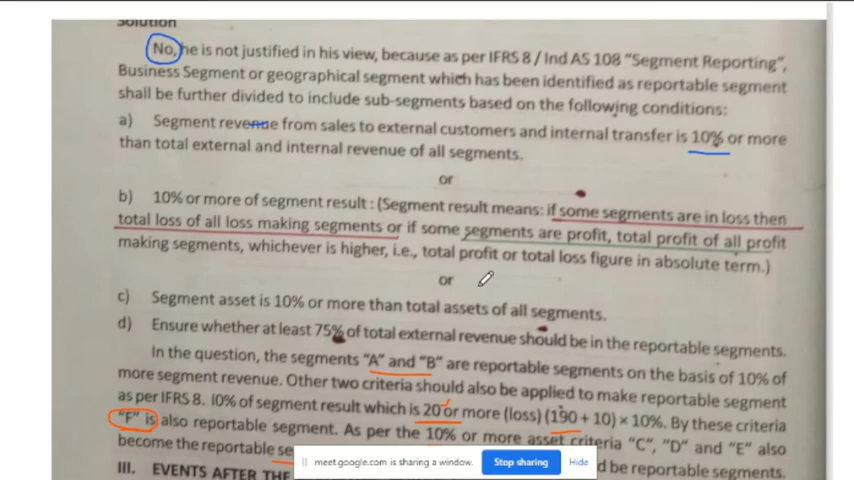 Solution
No, he is not justified in his view, because as per IFRS 8 / Ind AS 108 "Segment Reporting",
Business Segment or geographical segment which has been identified as reportable segment
shall be further divided to include sub-segments based on the following conditions:
a) Segment revenue from sales to external customers and internal transfer is 10% or more
than total external and internal revenue of all segments.
or
b) 10% or more of segment result : (Segment result means: if some segments are in loss then
total loss of all loss making segments or if some segments are profit, total profit of all profit
making segments, whichever is higher, i.e., total profit or total loss figure in absolute term.)
or
c) Segment asset is 10% or more than total assets of all segments.
d) Ensure whether at least 75% of total external revenue should be in the reportable segments.
In the question, the segments "A" and "B" are reportable segments on the basis of 10% of
more segment revenue. Other two criteria should also be applied to make reportable segment
as per IFRS 8. 10% of segment result which is 20 or more (loss) (190 + 10) × 10%. By these criteria
"F" is also reportable segment. As per the 10% or more asset criteria "C", "D" and "E" also
become the reportable
d be reportable segments.
III. EVENTS AFTER THE
meet.google.com is sharing a window.
Stop sharing
Hide